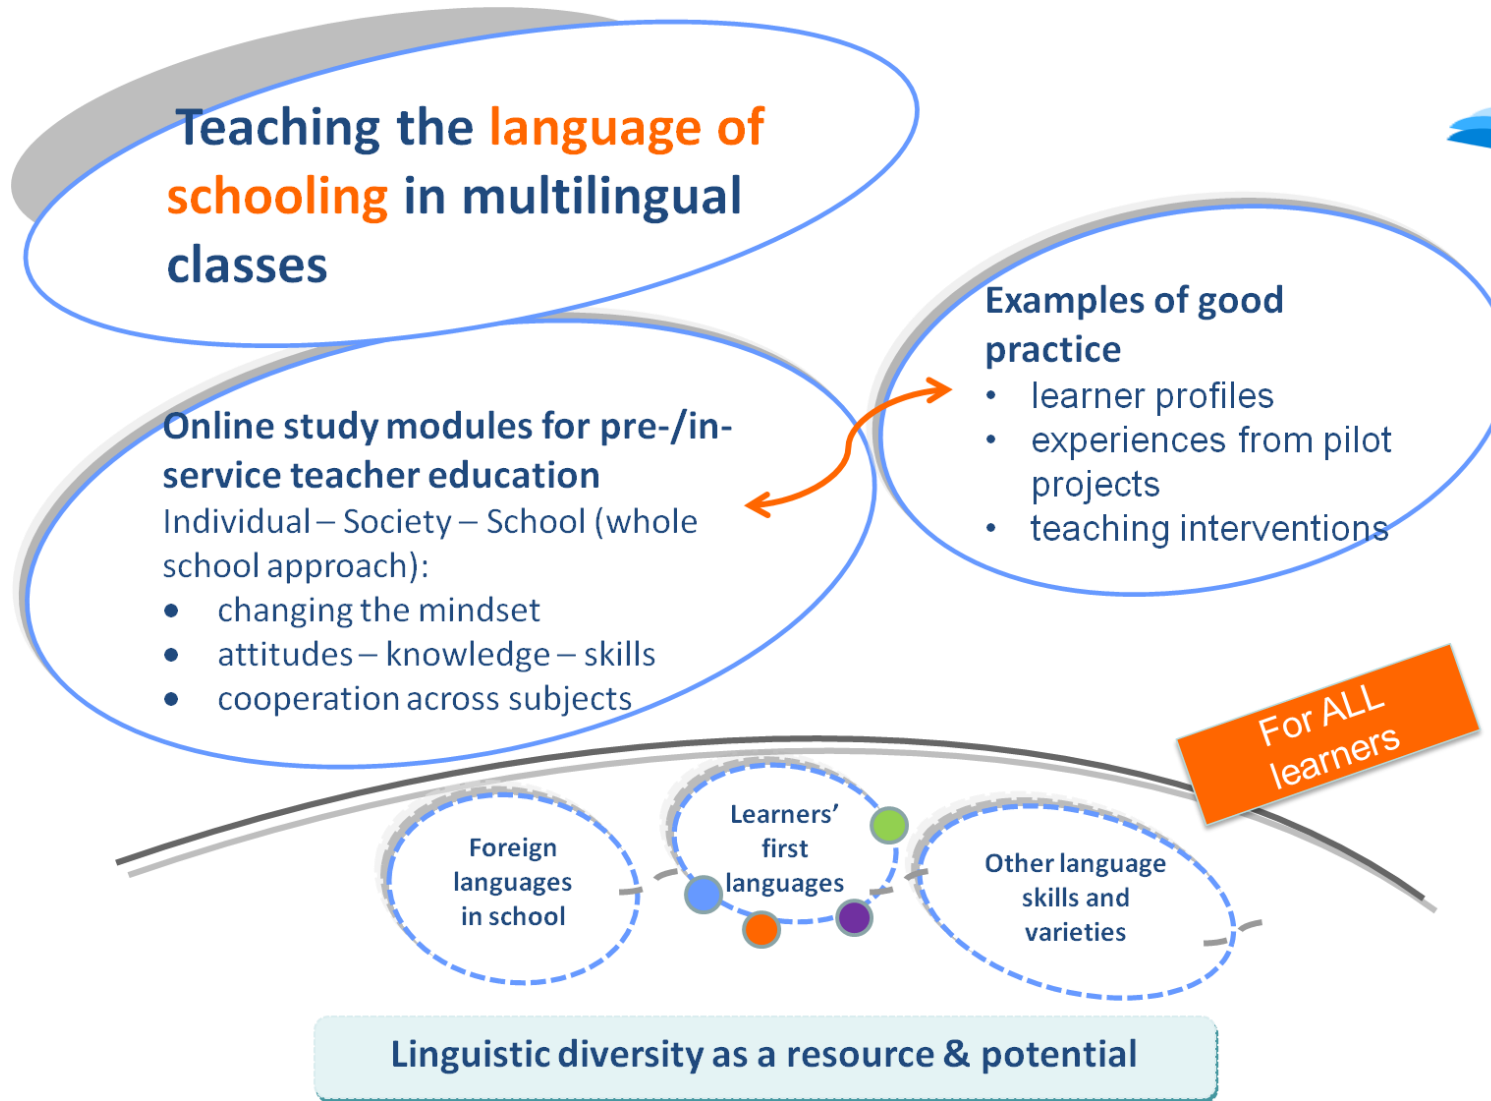 Teaching the language of
schooling in multilingual
classes
Online study modules for pre-/in-
service teacher education
Individual – Society – School (whole
school approach):
• changing the mindset
• attitudes – knowledge – skills
• cooperation across subjects
Examples of good
practice
• learner profiles
• experiences from pilot
projects
• teaching interventions
For ALL
learners
Foreign
languages
in school
Learners’
first
languages
Other language
skills and
varieties
Linguistic diversity as a resource & potential